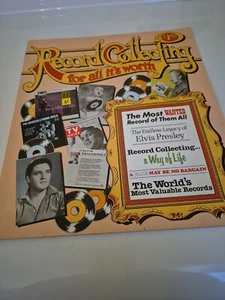 Record Collecting
for all it's worth
The Most WANTED
Record of Them All
The Endless Legacy of
Elvis Presley
Record Collecting...
a Way of Life
MAY BE NO BARGAIN
The World's
Most Valuable Records
TV